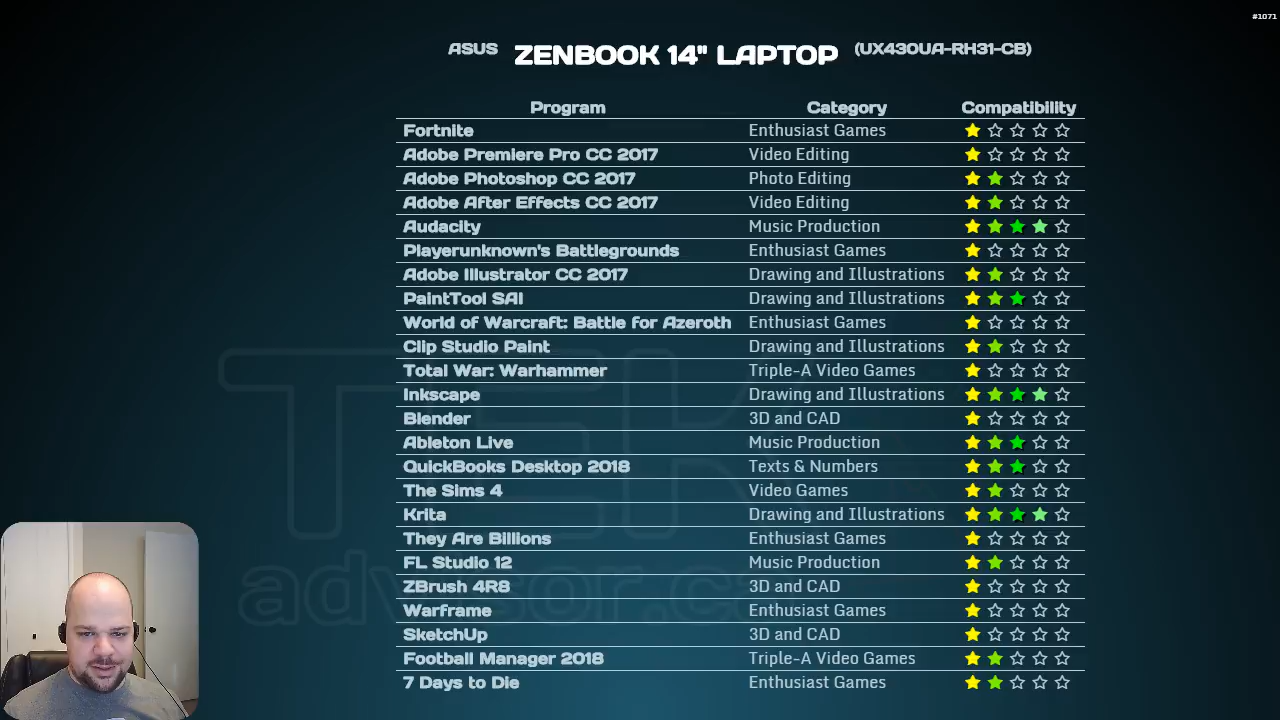 #1071
ASUS ZENBOOK 14" LAPTOP (UX430UA-RH31-CB)
Program Category Compatibility
Fortnite Enthusiast Games
Adobe Premiere Pro CC 2017 Video Editing
Adobe Photoshop CC 2017 Photo Editing
Adobe After Effects CC 2017 Video Editing
Audacity Music Production
Playerunknown's Battlegrounds Enthusiast Games
Adobe Illustrator CC 2017 Drawing and Illustrations
PaintTool SAI Drawing and Illustrations
World of Warcraft: Battle for Azeroth Enthusiast Games
Clip Studio Paint Drawing and Illustrations
Total War: Warhammer Triple-A Video Games
Inkscape Drawing and Illustrations
Blender 3D and CAD
Ableton Live Music Production
QuickBooks Desktop 2018 Texts & Numbers
The Sims 4 Video Games
Krita Drawing and Illustrations
They Are Billions Enthusiast Games
FL Studio 12 Music Production
ZBrush 4R8 3D and CAD
Warframe Enthusiast Games
SketchUp 3D and CAD
Football Manager 2018 Triple-A Video Games
7 Days to Die Enthusiast Games
TEK
advisor.ca